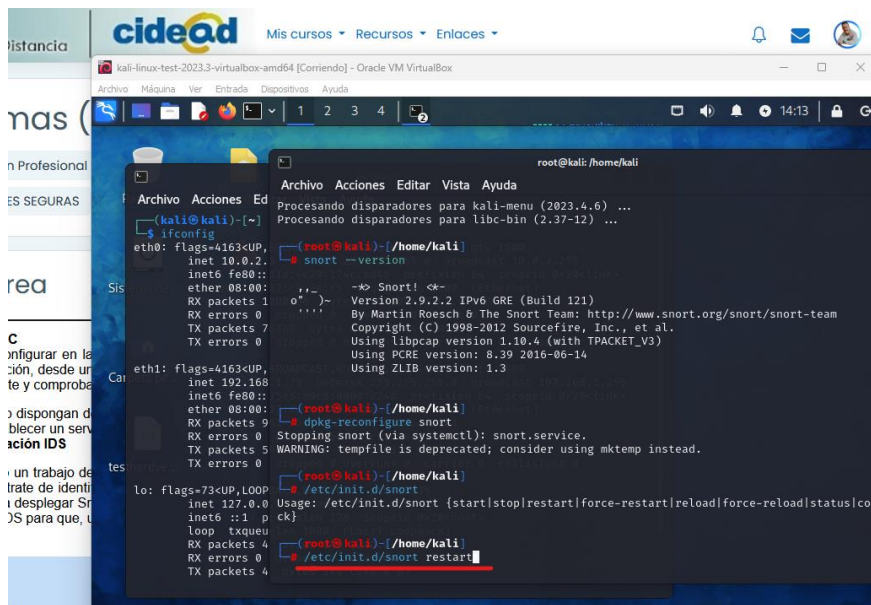 Distancia
cidead
Mis cursos Recursos Enlaces
kali-linux-test-2023.3-virtualbox-amd64 [Corriendo] - Oracle VM VirtualBox
Archivo Máquina Ver Entrada Dispositivos Ayuda
1 2 3 4
2
14:13
mas (
n Profesional
ES SEGURAS
rea
C
onfigurar en la
ción, desde un
te y comproba
o dispongan d
blecer un serv
ación IDS
un trabajo de
trate de identi
a desplegar Sn
DS para que, u
Sis
Ca
tes
Archivo Acciones Ed
(kali㉿kali)-[~]
$ ifconfig
eth0: flags=4163<UP,
inet 10.0.2.
inet6 fe80::
ether 08:00:
RX packets 1
RX errors 0
TX packets 7
TX errors 0
eth1: flags=4163<UP,
inet 192.168
inet6 fe80::
ether 08:00:
RX packets 9
RX errors 0
TX packets 5
TX errors 0
lo: flags=73<UP,LOOP
inet 127.0.0
inet6 ::1 p
loop txqueu
RX packets 4
RX errors 0
TX packets 4
root@kali: /home/kali
Archivo Acciones Editar Vista Ayuda
Procesando disparadores para kali-menu (2023.4.6) ...
Procesando disparadores para libc-bin (2.37-12) ...
(root㉿kali)-[/home/kali]
# snort --version
,,_ -*> Snort! <*-
o" )~ Version 2.9.2.2 IPv6 GRE (Build 121)
'''' By Martin Roesch & The Snort Team: http://www.snort.org/snort/snort-team
Copyright (C) 1998-2012 Sourcefire, Inc., et al.
Using libpcap version 1.10.4 (with TPACKET_V3)
Using PCRE version: 8.39 2016-06-14
Using ZLIB version: 1.3
(root㉿kali)-[/home/kali]
# dpkg-reconfigure snort
Stopping snort (via systemctl): snort.service.
WARNING: tempfile is deprecated; consider using mktemp instead.
(root㉿kali)-[/home/kali]
# /etc/init.d/snort
Usage: /etc/init.d/snort {start|stop|restart|force-restart|reload|force-reload|status|co
ck}
(root㉿kali)-[/home/kali]
# /etc/init.d/snort restart